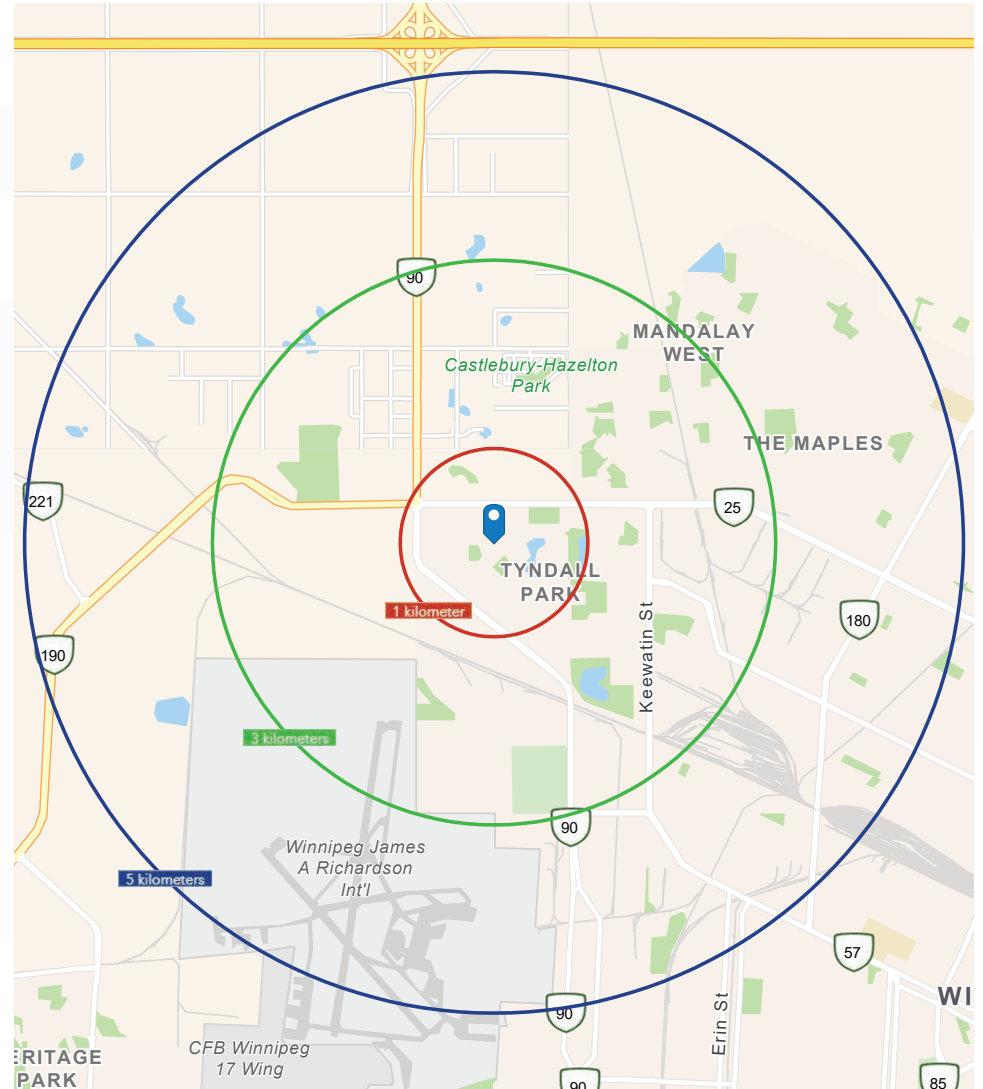 90
MANDALAY
WEST
Castlebury-Hazelton
Park
THE MAPLES
221
25
TYNDALL
PARK
1 kilometer
180
190
Keewatin St
3 kilometers
90
Winnipeg James
A Richardson
Int'l
5 kilometers
57
WI
90
Erin St
CFB Winnipeg
17 Wing
ERITAGE
PARK
90
85